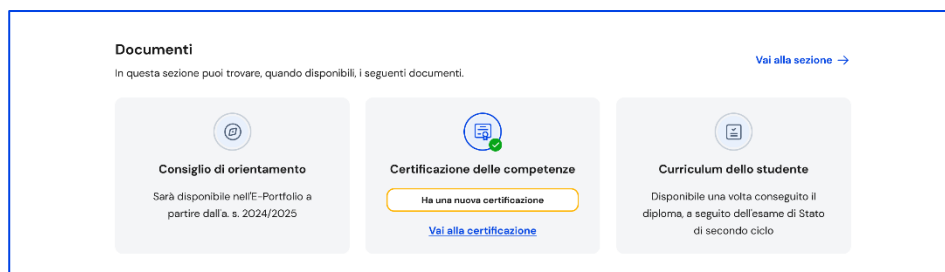 Documenti
In questa sezione puoi trovare, quando disponibili, i seguenti documenti.
Vai alla sezione →
Consiglio di orientamento
Sarà disponibile nell'E-Portfolio a
partire dall'a. s. 2024/2025
Certificazione delle competenze
Ha una nuova certificazione
Vai alla certificazione
Curriculum dello studente
Disponibile una volta conseguito il
diploma, a seguito dell'esame di Stato
di secondo ciclo